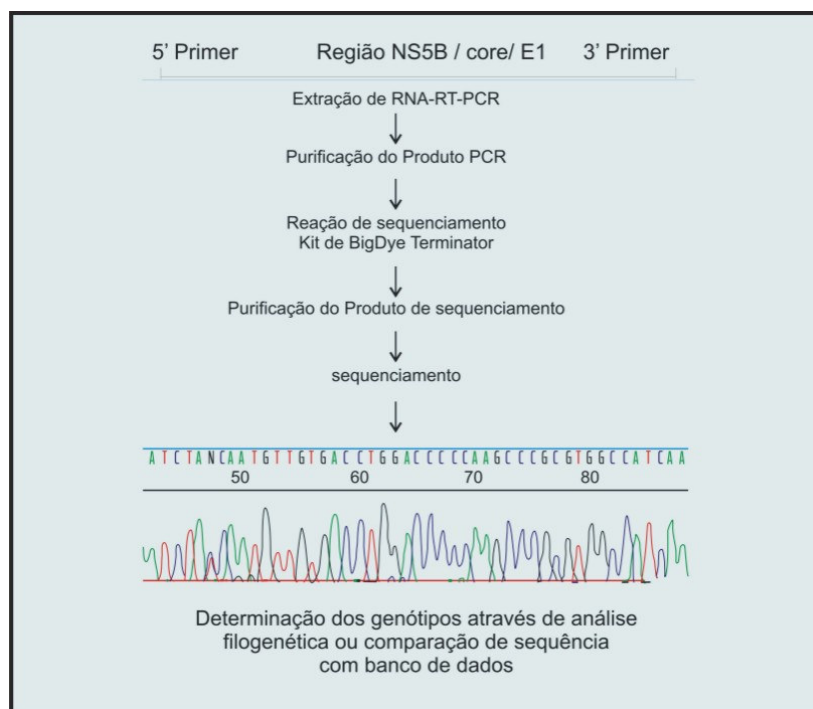 5' Primer Região NS5B / core/ E1 3' Primer
Extração de RNA-RT-PCR
Purificação do Produto PCR
Reação de sequenciamento
Kit de BigDye Terminator
Purificação do Produto de sequenciamento
sequenciamento
A T C T A N C A A T G T T G T G A C C T G G A C C C C C A A G C C C G C G T G G C C A T C A A
50 60 70 80
Determinação dos genótipos através de análise
filogenética ou comparação de sequência
com banco de dados